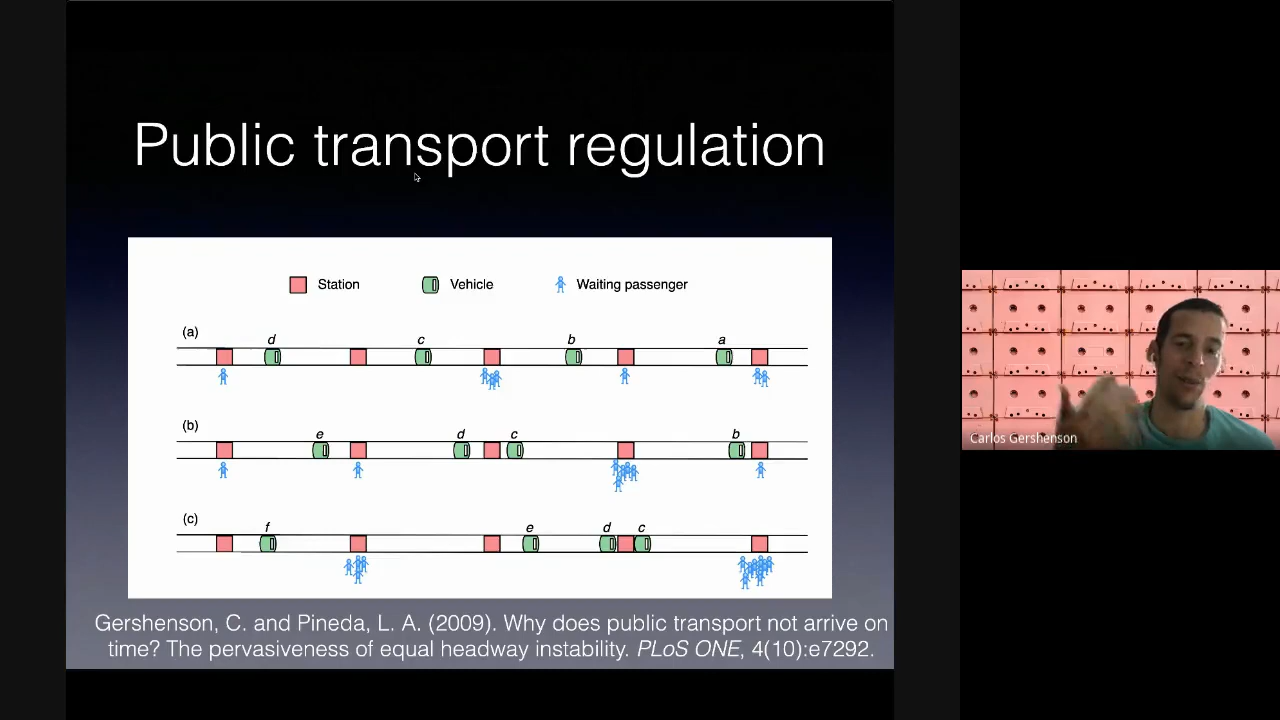 Public transport regulation
Station Vehicle Waiting passenger
(a)
d c b a
(b)
e d c b
(c)
f e d c
Gershenson, C. and Pineda, L. A. (2009). Why does public transport not arrive on
time? The pervasiveness of equal headway instability. PLoS ONE, 4(10):e7292.
Carlos Gershenson